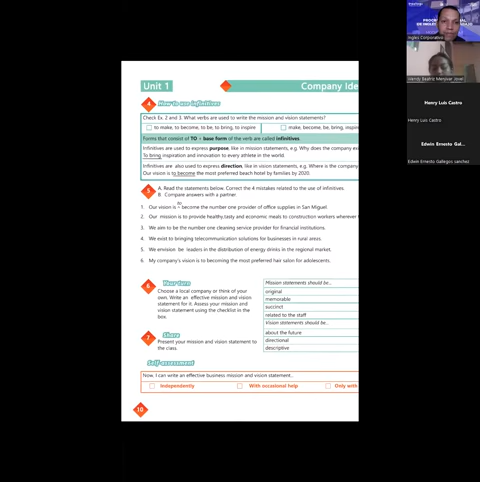 Unit 1
Company Ide
4
How to use infinitives
Check Ex. 2 and 3. What verbs are used to write the mission and vision statements?
to make, to become, to be, to bring, to inspire
make, become, be, bring, inspire
Forms that consist of TO + base form of the verb are called infinitives.
Infinitives are used to express purpose, like in mission statements, e.g. Why does the company ex
To bring inspiration and innovation to every athlete in the world.
Infinitives are also used to express direction, like in vision statements, e.g. Where is the company
Our vision is to become the most preferred beach hotel by families by 2020.
5
A. Read the statements below. Correct the 4 mistakes related to the use of infinitives
B. Compare answers with a partner.
to
1. Our vision is ^ become the number one provider of office supplies in San Miguel.
2. Our mission is to provide healthy,tasty and economic meals to construction workers wherever t
3. We aim to be the number one cleaning service provider for financial institutions.
4. We exist to bringing telecommunication solutions for businesses in rural areas.
5. We envision be leaders in the distribution of energy drinks in the regional market.
6. My company's vision is to becoming the most preferred hair salon for adolescents.
6
Your turn
Choose a local company or think of your own. Write an effective mission and vision statement for it. Assess your mission and vision statement using the checklist in the box.
Mission statements should be...
original
memorable
succinct
related to the staff
Vision statements should be...
about the future
directional
descriptive
7
Share
Present your mission and vision statement to the class.
Self-assessment
Now, I can write an effective business mission and vision statement...
Independently
With occasional help
Only with
10
Inglés Corporativo
Henry Luis Castro
Henry Luis Castro
Edwin Ernesto Gal...
Edwin Ernesto Gallegos sanchez